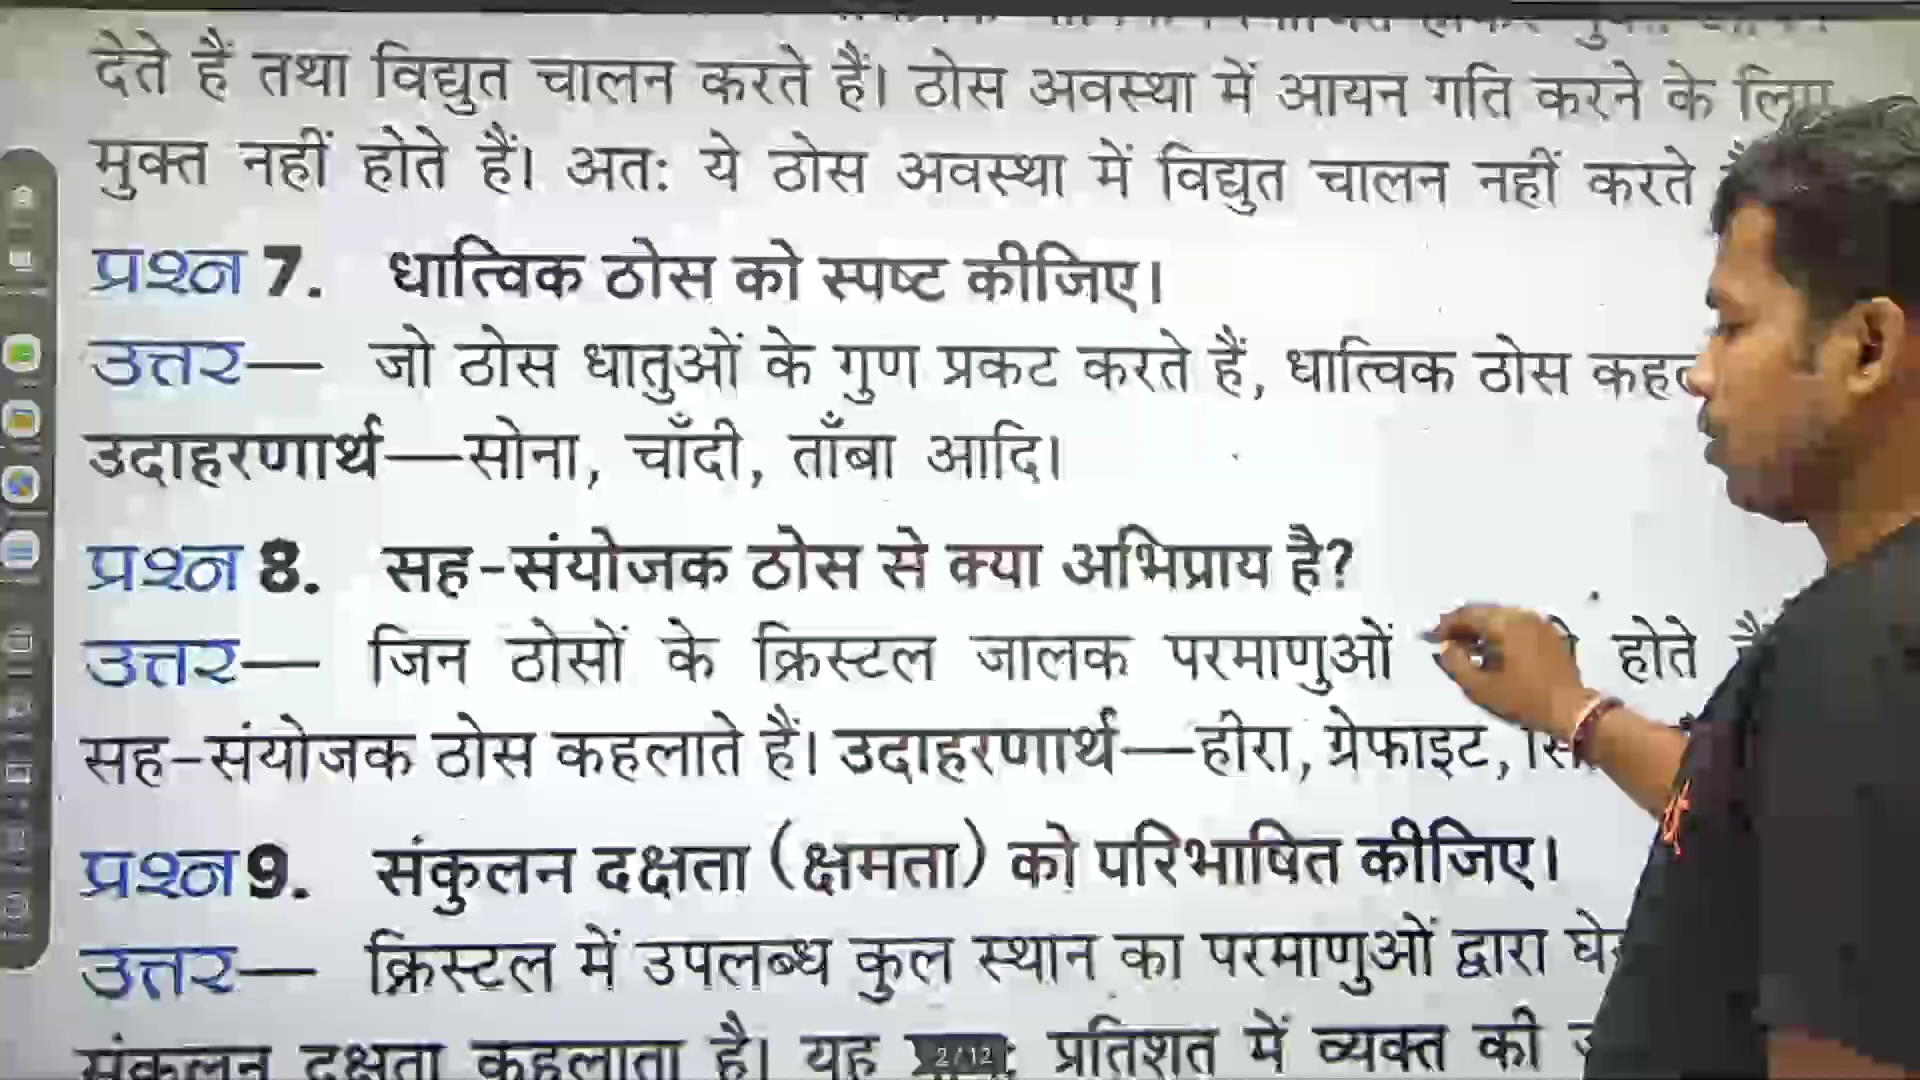 देते हैं तथा विद्युत चालन करते हैं। ठोस अवस्था में आयन गति करने के लिए
मुक्त नहीं होते हैं। अतः ये ठोस अवस्था में विद्युत चालन नहीं करते
प्रश्न 7. धात्विक ठोस को स्पष्ट कीजिए।
उत्तर— जो ठोस धातुओं के गुण प्रकट करते हैं, धात्विक ठोस
उदाहरणार्थ—सोना, चाँदी, ताँबा आदि।
प्रश्न 8. सह-संयोजक ठोस से क्या अभिप्राय है?
उत्तर— जिन ठोसों के क्रिस्टल जालक परमाणुओं होते
सह-संयोजक ठोस कहलाते हैं। उदाहरणार्थ—हीरा, ग्रेफाइट,
प्रश्न 9. संकुलन दक्षता (क्षमता) को परिभाषित कीजिए।
उत्तर— क्रिस्टल में उपलब्ध कुल स्थान का परमाणुओं द्वारा
संकुलन दक्षता कहलाता है। यह प्रतिशत में व्यक्त की
2/12